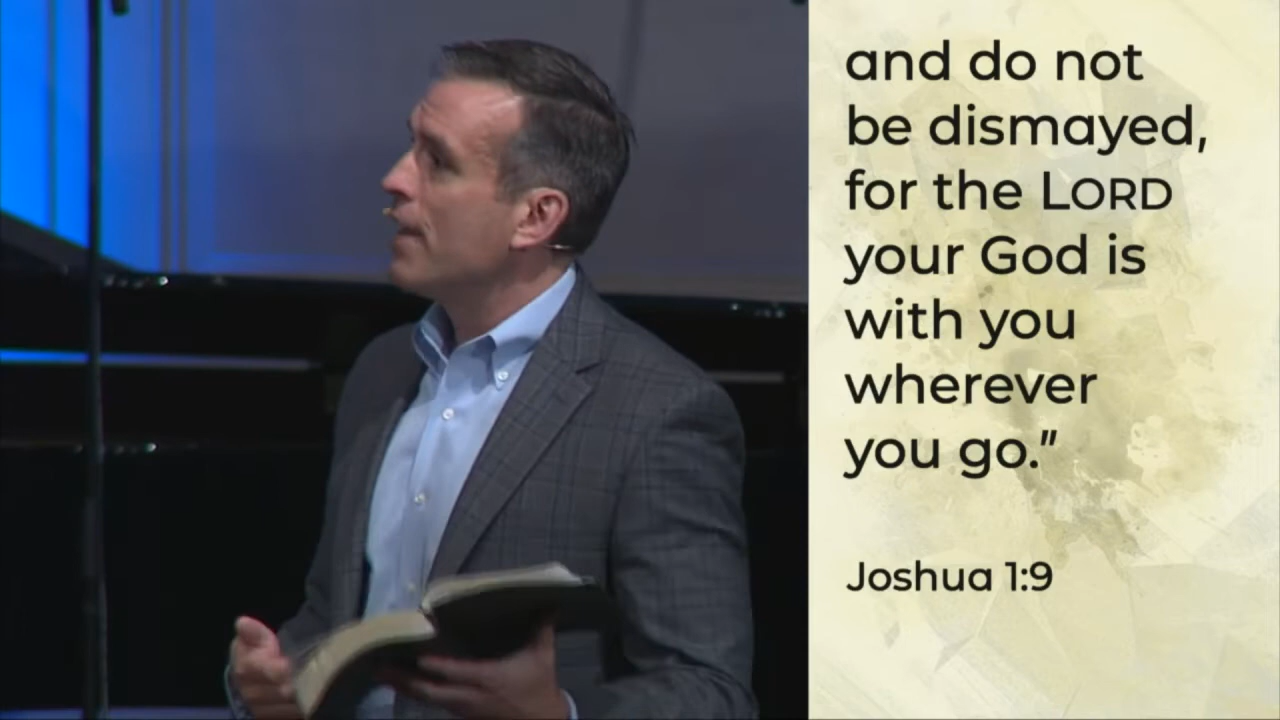 and do not
be dismayed,
for the LORD
your God is
with you
wherever
you go.”
Joshua 1:9